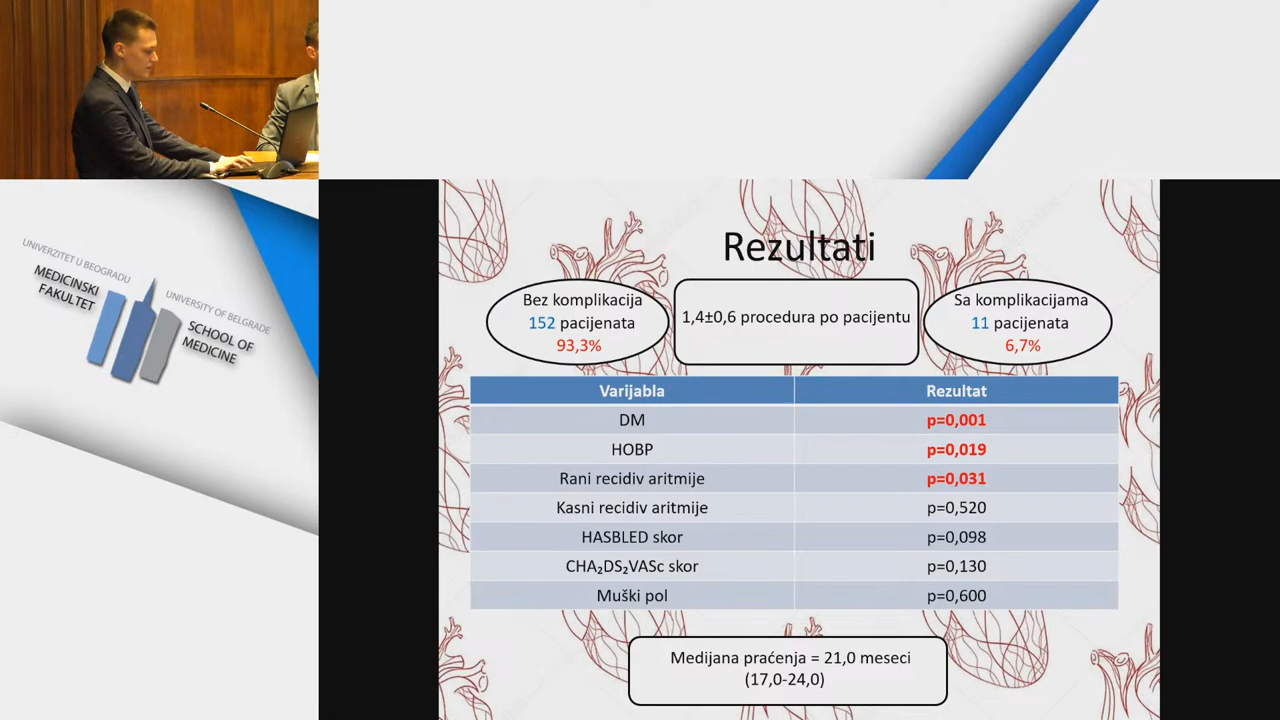 UNIVERZITET U BEOGRADU
MEDICINSKI
FAKULTET
UNIVERSITY OF BELGRADE
SCHOOL OF
MEDICINE
Rezultati
Bez komplikacija
152 pacijenata
93,3%
1,4±0,6 procedura po pacijentu
Sa komplikacijama
11 pacijenata
6,7%
Varijabla Rezultat
DM p=0,001
HOBP p=0,019
Rani recidiv aritmije p=0,031
Kasni recidiv aritmije p=0,520
HASBLED skor p=0,098
CHA₂DS₂VASc skor p=0,130
Muški pol p=0,600
Medijana praćenja = 21,0 meseci
(17,0-24,0)